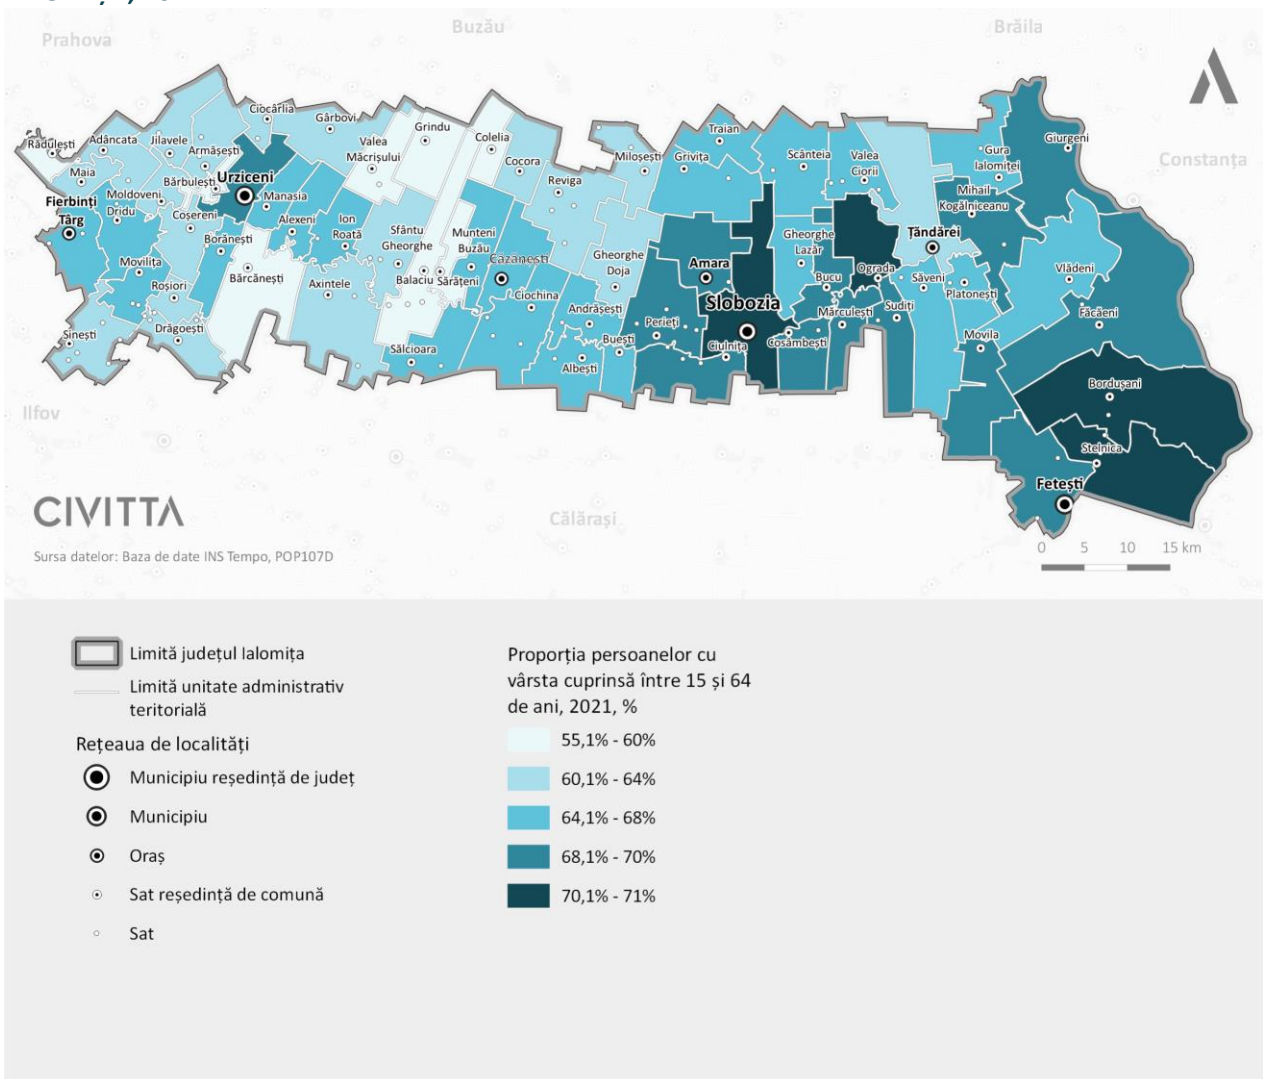 Prahova
Buzău
Brăila
Constanța
Ilfov
Călărași
Rădulești
Adâncata
Jilavele
Ciocârlia
Gârbovi
Grindu
Colelia
Traian
Giurgeni
Maia
Armășești
Valea
Măcrișului
Cocora
Miloșești
Grivița
Scânteia
Valea
Ciorii
Gura
Ialomiței
Fierbinți
Târg
Moldoveni
Bărbulești
Urziceni
Manasia
Reviga
Mihail
Kogălniceanu
Dridu
Coșereni
Alexeni
Ion
Roată
Sfântu
Gheorghe
Munteni
Buzău
Gheorghe
Lazăr
Țăndărei
Borănești
Movilița
Bărcănești
Axintele
Balaciu
Sărățeni
Căzănești
Gheorghe
Doja
Amara
Bucu
Ograda
Săveni
Platonești
Vlădeni
Roșiori
Ciochina
Andrășești
Slobozia
Mărculești
Sudiți
Făcăeni
Sinești
Drăgoești
Sălcioara
Albești
Buești
Perieți
Ciulnița
Cosâmbești
Movila
Bordușani
Stelnica
Fetești
CIVITTA
Sursa datelor: Baza de date INS Tempo, POP107D
0 5 10 15 km
Limită județul Ialomița
Limită unitate administrativ
teritorială
Rețeaua de localități
Municipiu reședință de județ
Municipiu
Oraș
Sat reședință de comună
Sat
Proporția persoanelor cu
vârsta cuprinsă între 15 și 64
de ani, 2021, %
55,1% - 60%
60,1% - 64%
64,1% - 68%
68,1% - 70%
70,1% - 71%